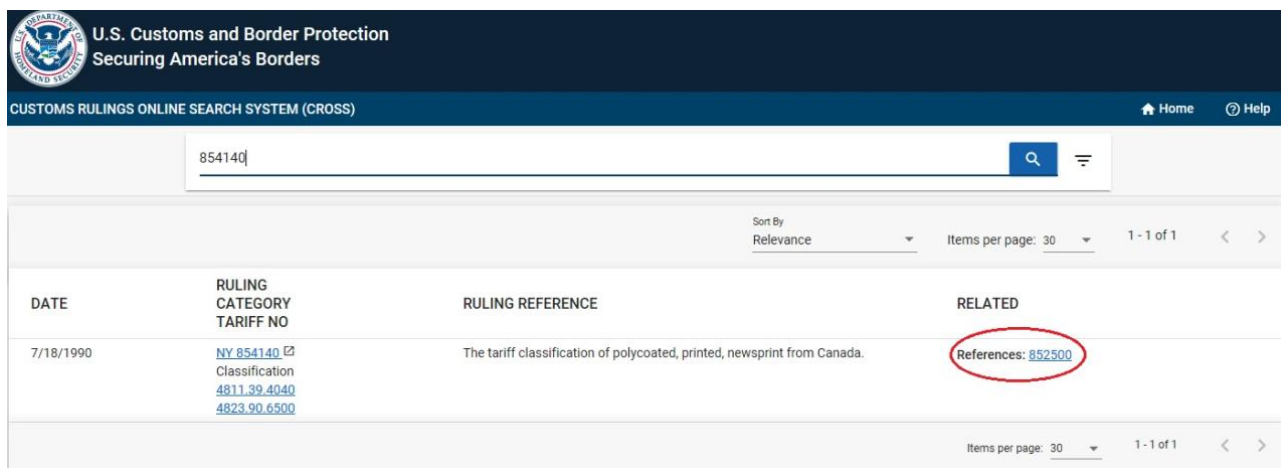 U.S. Customs and Border Protection
Securing America's Borders
CUSTOMS RULINGS ONLINE SEARCH SYSTEM (CROSS)
Home
Help
854140
Sort By
Relevance
Items per page: 30
1 - 1 of 1
DATE
RULING
CATEGORY
TARIFF NO
RULING REFERENCE
RELATED
7/18/1990
NY 854140
Classification
4811.39.4040
4823.90.6500
The tariff classification of polycoated, printed, newsprint from Canada.
References: 852500
Items per page: 30
1 - 1 of 1